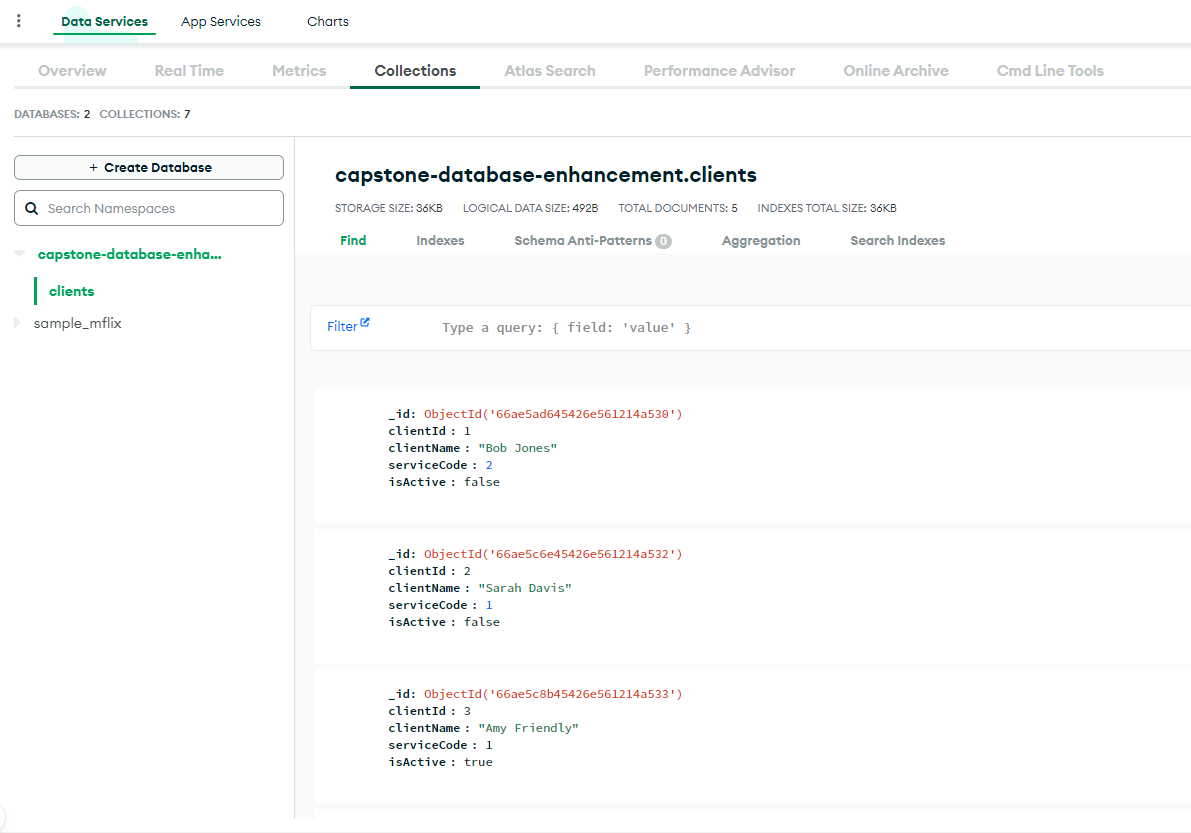 Data Services App Services Charts
Overview Real Time Metrics Collections Atlas Search Performance Advisor Online Archive Cmd Line Tools
DATABASES: 2 COLLECTIONS: 7
+ Create Database
Search Namespaces
capstone-database-enha...
clients
sample_mflix
capstone-database-enhancement.clients
STORAGE SIZE: 36KB LOGICAL DATA SIZE: 492B TOTAL DOCUMENTS: 5 INDEXES TOTAL SIZE: 36KB
Find Indexes Schema Anti-Patterns 0 Aggregation Search Indexes
Filter Type a query: { field: 'value' }
_id: ObjectId('66ae5ad645426e561214a530')
clientId : 1
clientName : "Bob Jones"
serviceCode : 2
isActive : false
_id: ObjectId('66ae5c6e45426e561214a532')
clientId : 2
clientName : "Sarah Davis"
serviceCode : 1
isActive : false
_id: ObjectId('66ae5c8b45426e561214a533')
clientId : 3
clientName : "Amy Friendly"
serviceCode : 1
isActive : true